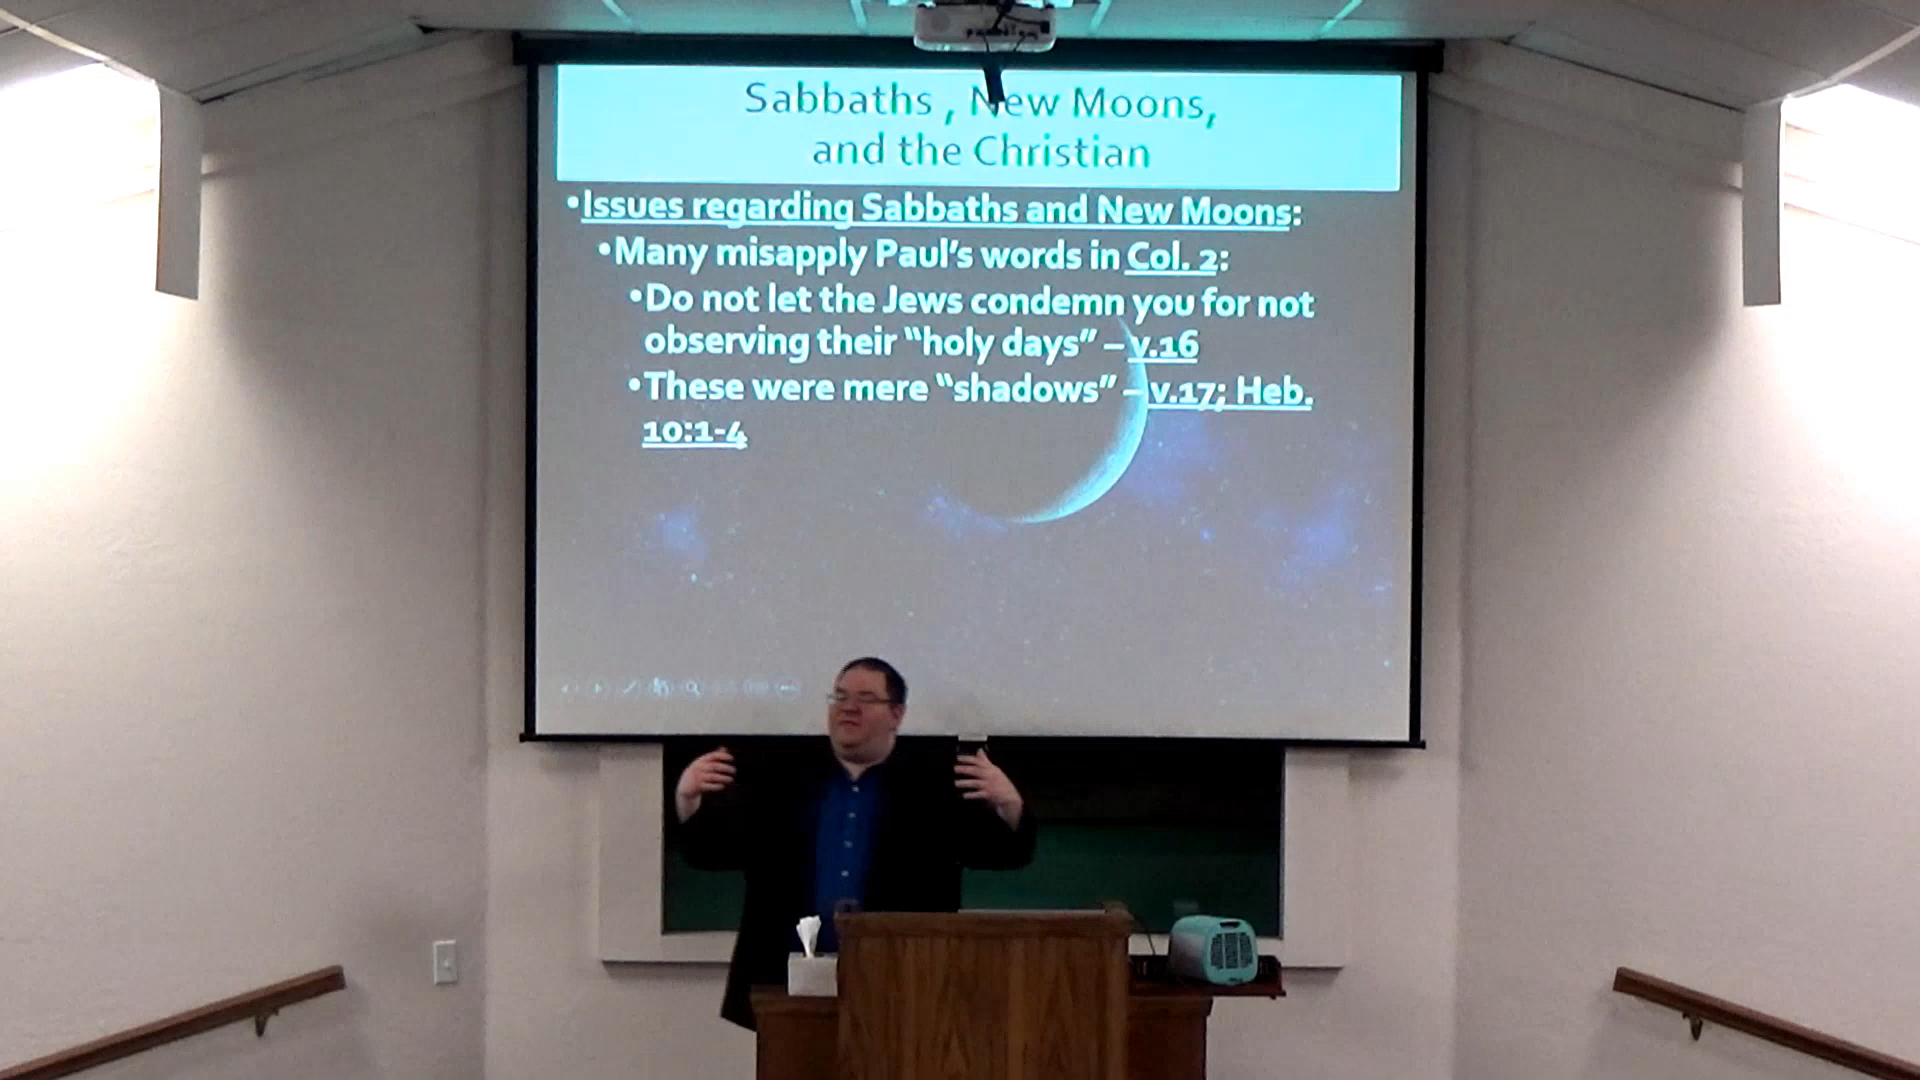 Sabbaths , New Moons,
and the Christian
•Issues regarding Sabbaths and New Moons:
•Many misapply Paul’s words in Col. 2:
•Do not let the Jews condemn you for not
observing their “holy days” – v.16
•These were mere “shadows” – v.17; Heb.
10:1-4